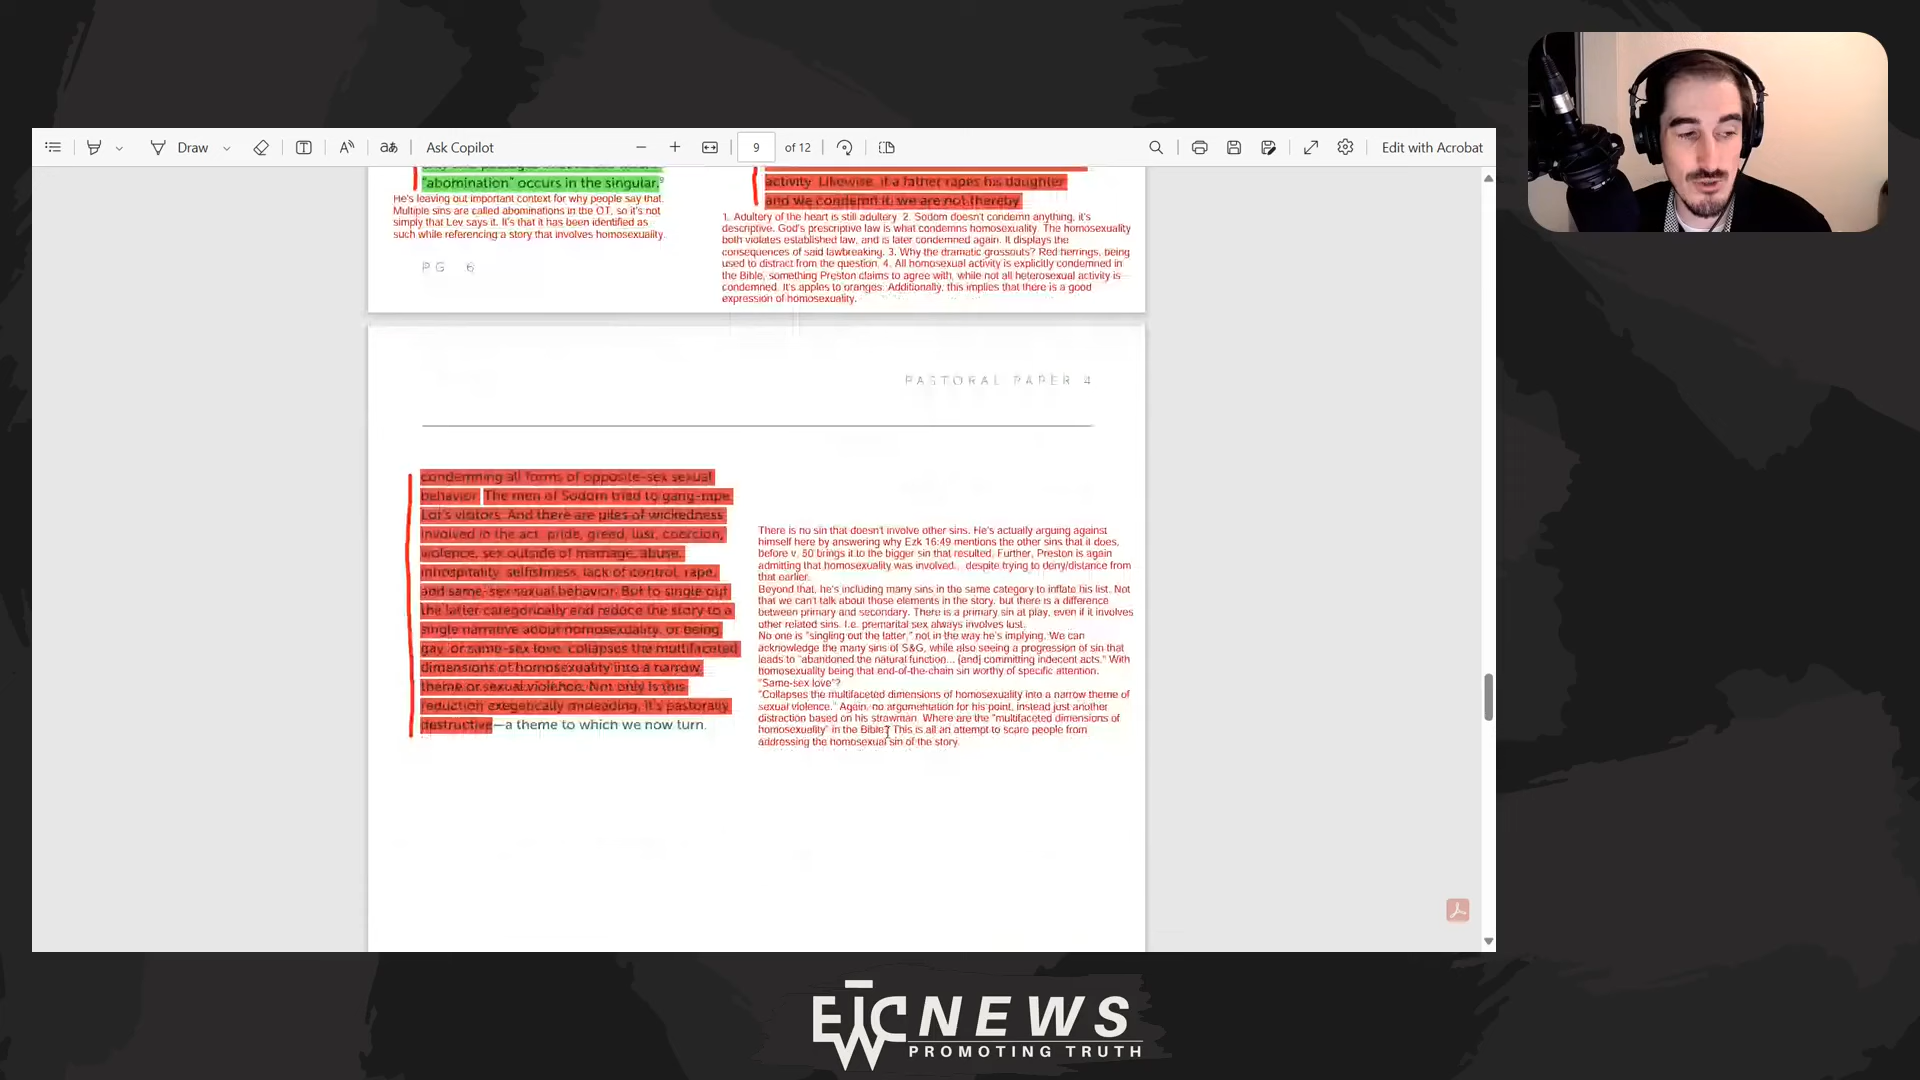 Draw
Ask Copilot
9 of 12
Edit with Acrobat
"abomination" occurs in the singular.
He's leaving out important context for why people say that.
Multiple sins are called abominations in the OT, so it's not
simply that Lev says it. It's that it has been identified as
such while referencing a story that involves homosexuality.
PG 6
activity. Likewise, if a father rapes his daughter
and we condemn it, we are not thereby
1. Adultery of the heart is still adultery. 2. Sodom doesn't condemn anything, it's
descriptive. God's prescriptive law is what condemns homosexuality. The homosexuality
both violates established law, and is later condemned again. It displays the
consequences of said lawbreaking. 3. Why the dramatic grossouts? Red herrings, being
used to distract from the question. 4. All homosexual activity is explicitly condemned in
the Bible, something Preston claims to agree with, while not all heterosexual activity is
condemned. It's apples to oranges. Additionally, this implies that there is a good
expression of homosexuality.
PASTORAL PAPER 4
condemning all forms of opposite-sex sexual
behavior. The men of Sodom tried to gang-rape
Lot's visitors. And there are piles of wickedness
involved in the act: pride, greed, lust, coercion,
violence, sex outside of marriage, abuse,
inhospitality, selfishness, lack of control, rape,
and same-sex sexual behavior. But to single out
the latter categorically and reduce the story to a
single narrative about homosexuality, or being
gay, or same-sex love, collapses the multifaceted
dimensions of homosexuality into a narrow
theme of sexual violence. Not only is this
reduction exegetically misleading, it's pastorally
destructive—a theme to which we now turn.
There is no sin that doesn't involve other sins. He's actually arguing against
himself here by answering why Ezk 16:49 mentions the other sins that it does,
before v. 50 brings it to the bigger sin that resulted. Further, Preston is again
admitting that homosexuality was involved.. despite trying to deny/distance from
that earlier.
Beyond that, he's including many sins in the same category to inflate his list. Not
that we can't talk about those elements in the story, but there is a difference
between primary and secondary. There is a primary sin at play, even if it involves
other related sins. I.e. premarital sex always involves lust.
No one is "singling out the latter," not in the way he's implying. We can
acknowledge the many sins of S&G, while also seeing a progression of sin that
leads to "abandoned the natural function... [and] committing indecent acts." With
homosexuality being that end-of-the-chain sin worthy of specific attention.
"Same-sex love"?
"Collapses the multifaceted dimensions of homosexuality into a narrow theme of
sexual violence." Again, no argumentation for his point, instead just another
distraction based on his strawman. Where are the "multifaceted dimensions of
homosexuality" in the Bible? This is all an attempt to scare people from
addressing the homosexual sin of the story.
EWTC NEWS
PROMOTING TRUTH